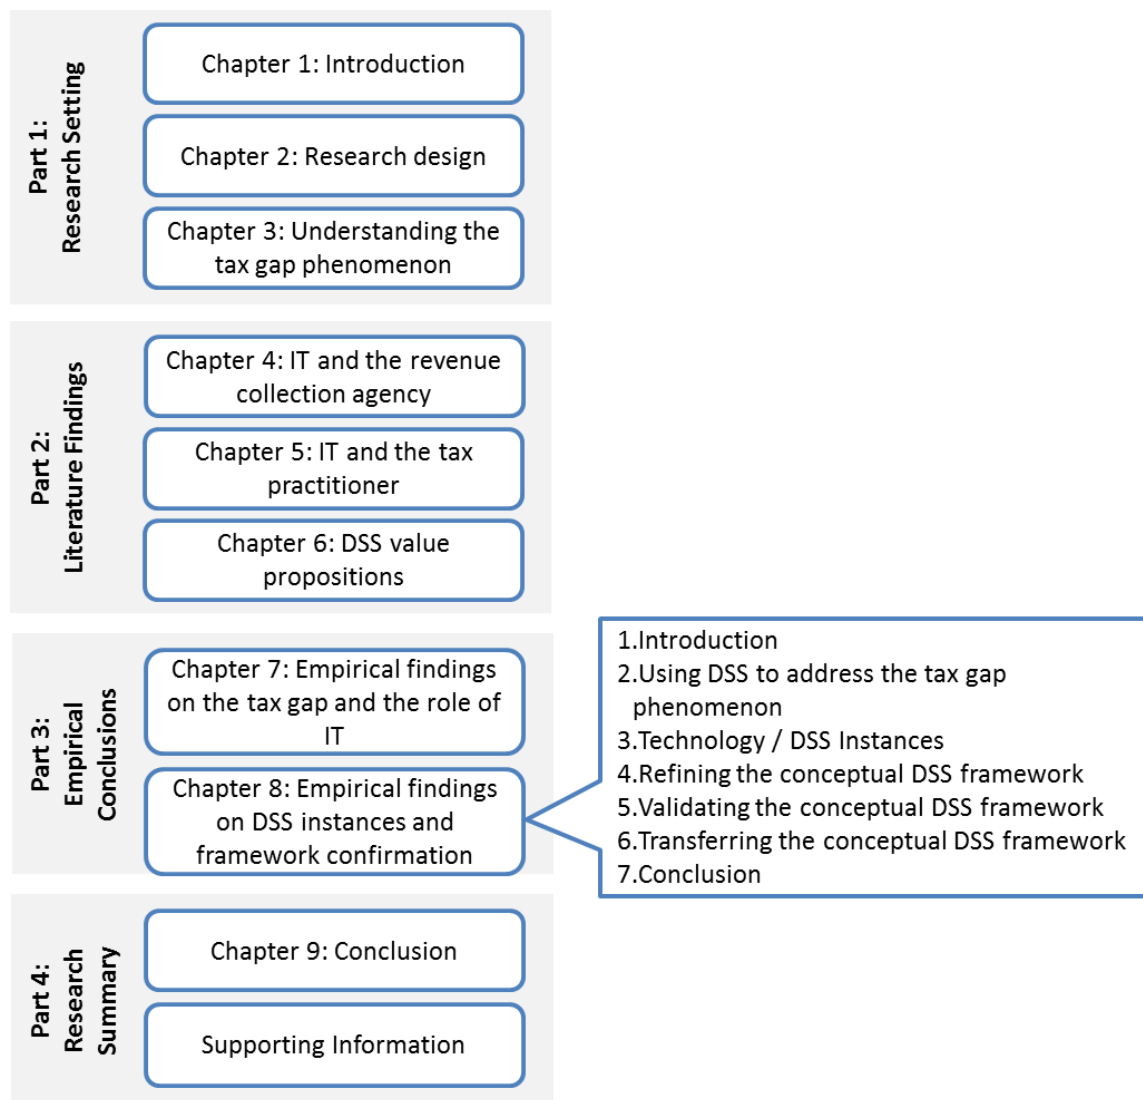 Part 1:
Research Setting
Chapter 1: Introduction
Chapter 2: Research design
Chapter 3: Understanding the
tax gap phenomenon
Part 2:
Literature Findings
Chapter 4: IT and the revenue
collection agency
Chapter 5: IT and the tax
practitioner
Chapter 6: DSS value
propositions
Part 3:
Empirical
Conclusions
Chapter 7: Empirical findings
on the tax gap and the role of
IT
Chapter 8: Empirical findings
on DSS instances and
framework confirmation
1.Introduction
2.Using DSS to address the tax gap
phenomenon
3.Technology / DSS Instances
4.Refining the conceptual DSS framework
5.Validating the conceptual DSS framework
6.Transferring the conceptual DSS framework
7.Conclusion
Part 4:
Research
Summary
Chapter 9: Conclusion
Supporting Information